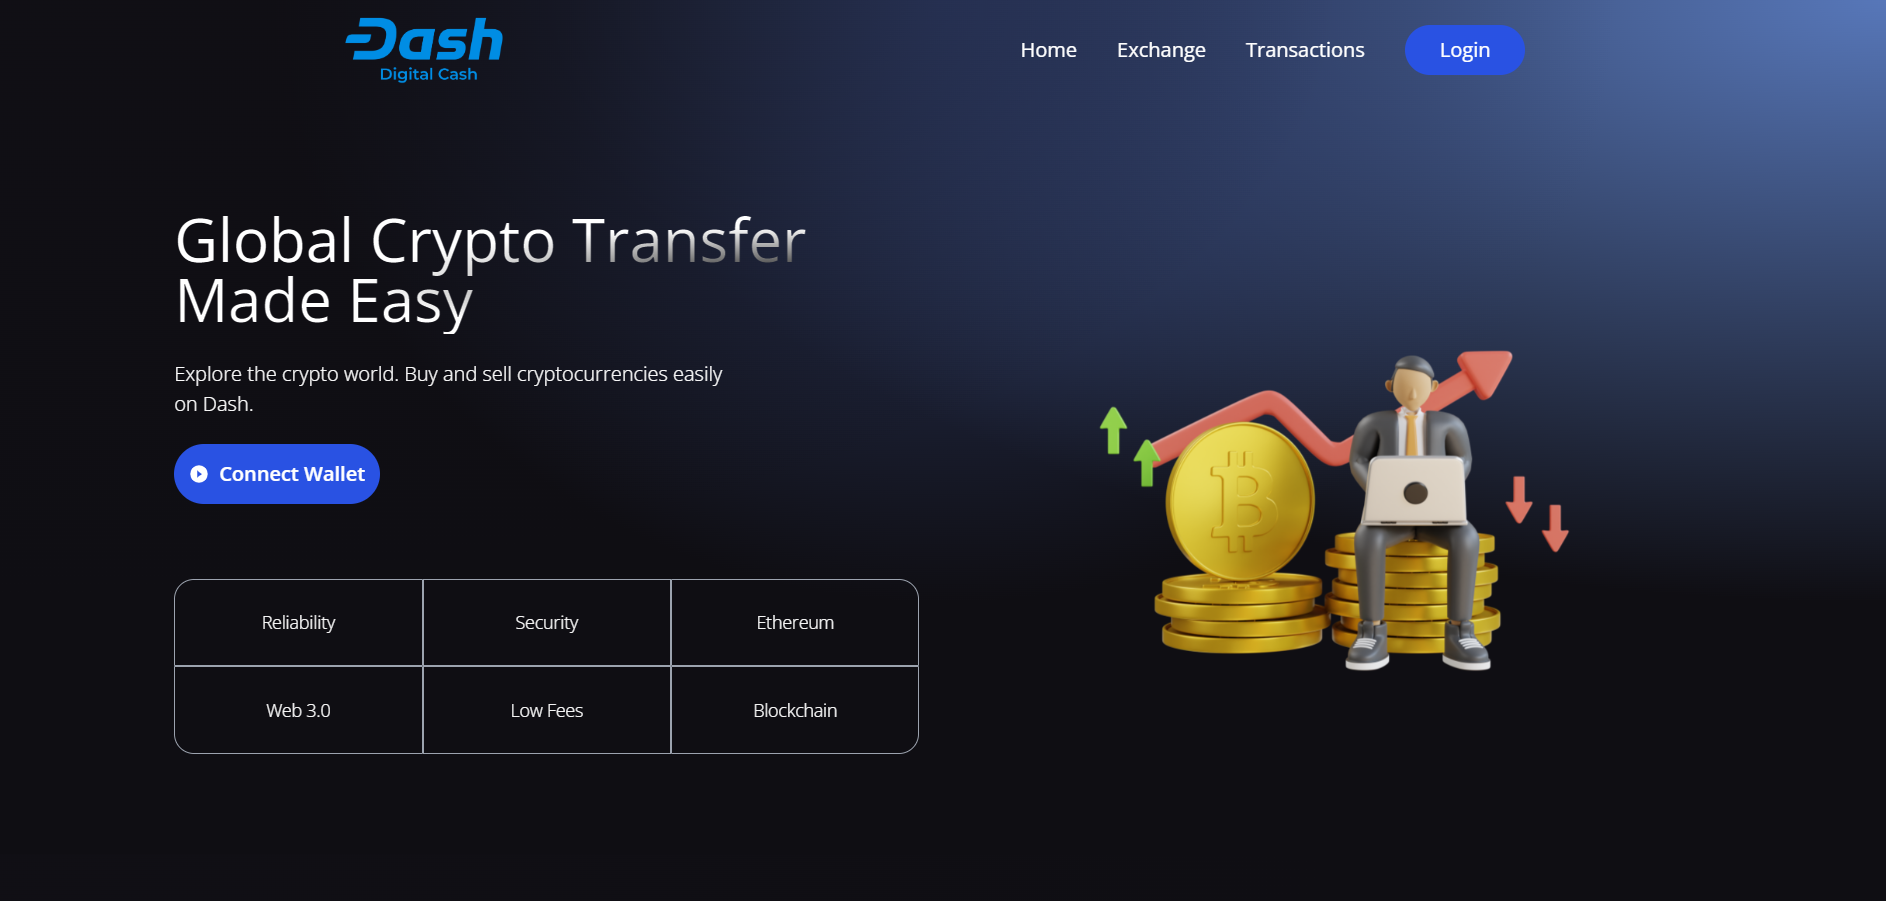 Dash
Digital Cash
Home
Exchange
Transactions
Login
Global Crypto Transfer
Made Easy
Explore the crypto world. Buy and sell cryptocurrencies easily
on Dash.
Connect Wallet
Reliability
Security
Ethereum
Web 3.0
Low Fees
Blockchain